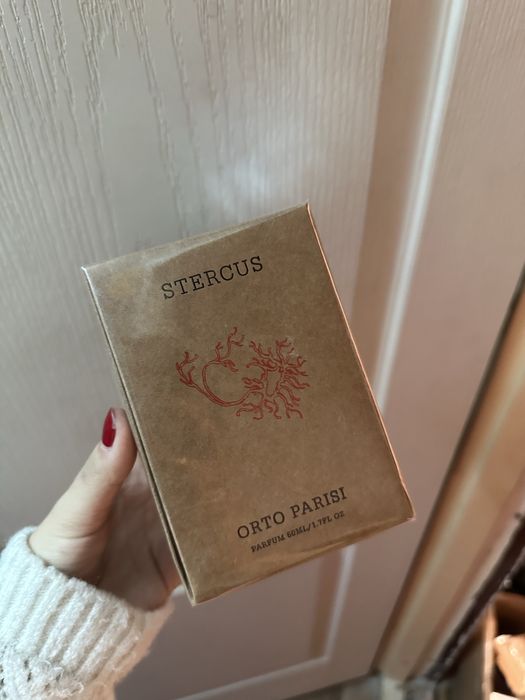 STERCUS
ORTO PARISI
PARFUM 50ML/1.7FL OZ